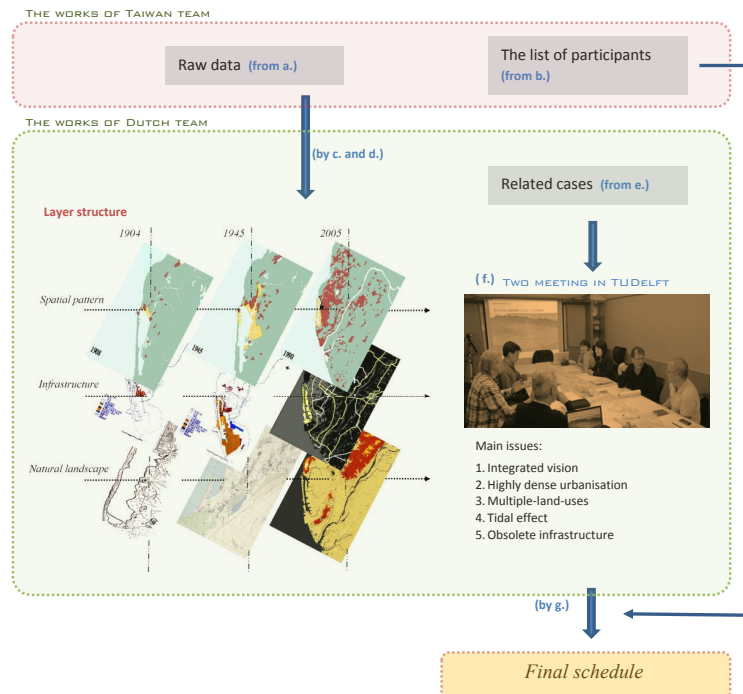 The works of Taiwan team
Raw data (from a.)
The list of participants
(from b.)
The works of Dutch team
(by c. and d.)
Related cases (from e.)
Layer structure
1904
1945
2005
(f.) Two meeting in TUDelft
Spatial pattern
1908
1945
1990
Infrastructure
Natural landscape
Main issues:
1. Integrated vision
2. Highly dense urbanisation
3. Multiple-land-uses
4. Tidal effect
5. Obsolete infrastructure
(by g.)
Final schedule